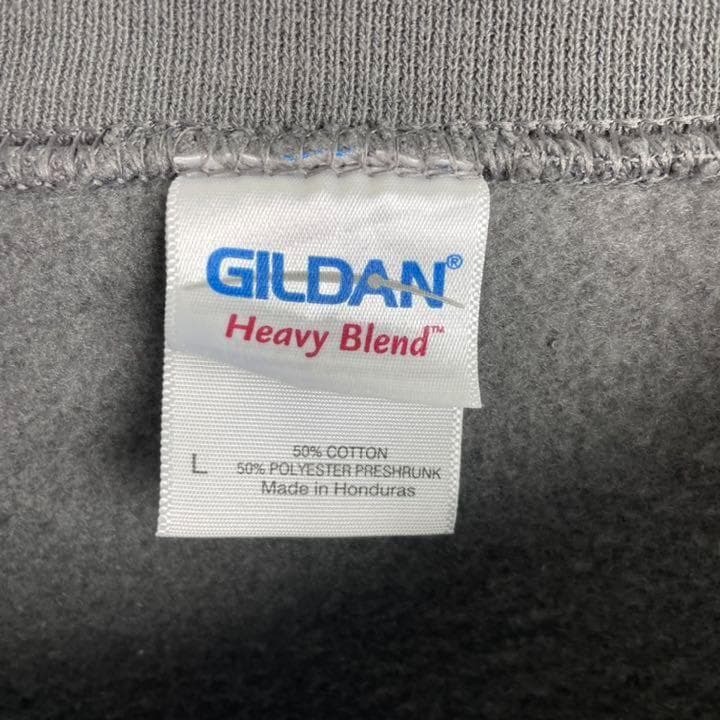 GILDAN®
Heavy Blend™
L
50% COTTON
50% POLYESTER PRESHRUNK
Made in Honduras